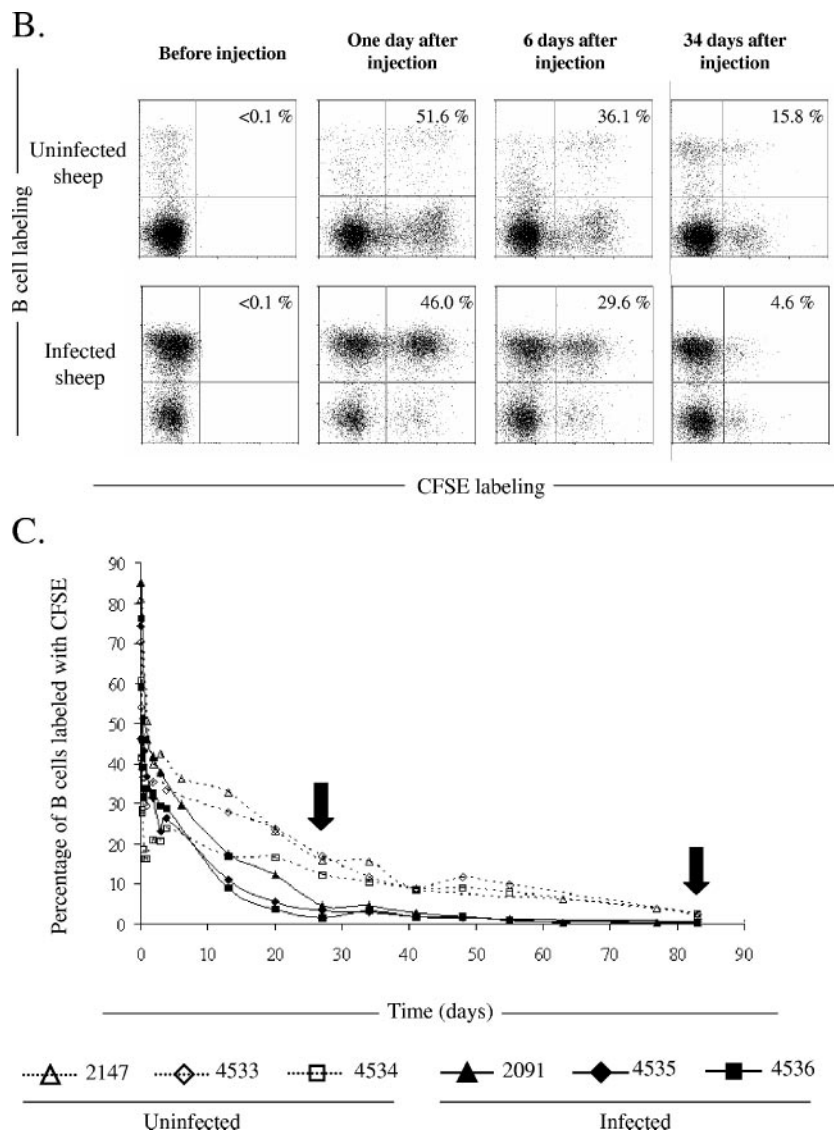 B.
Before injection
One day after
injection
6 days after
injection
34 days after
injection
B cell labeling
Uninfected
sheep
<0.1 %
51.6 %
36.1 %
15.8 %
Infected
sheep
<0.1 %
46.0 %
29.6 %
4.6 %
CFSE labeling
C.
Percentage of B cells labeled with CFSE
90
80
70
60
50
40
30
20
10
0
0 10 20 30 40 50 60 70 80 90
Time (days)
2147 4533 4534 2091 4535 4536
Uninfected Infected